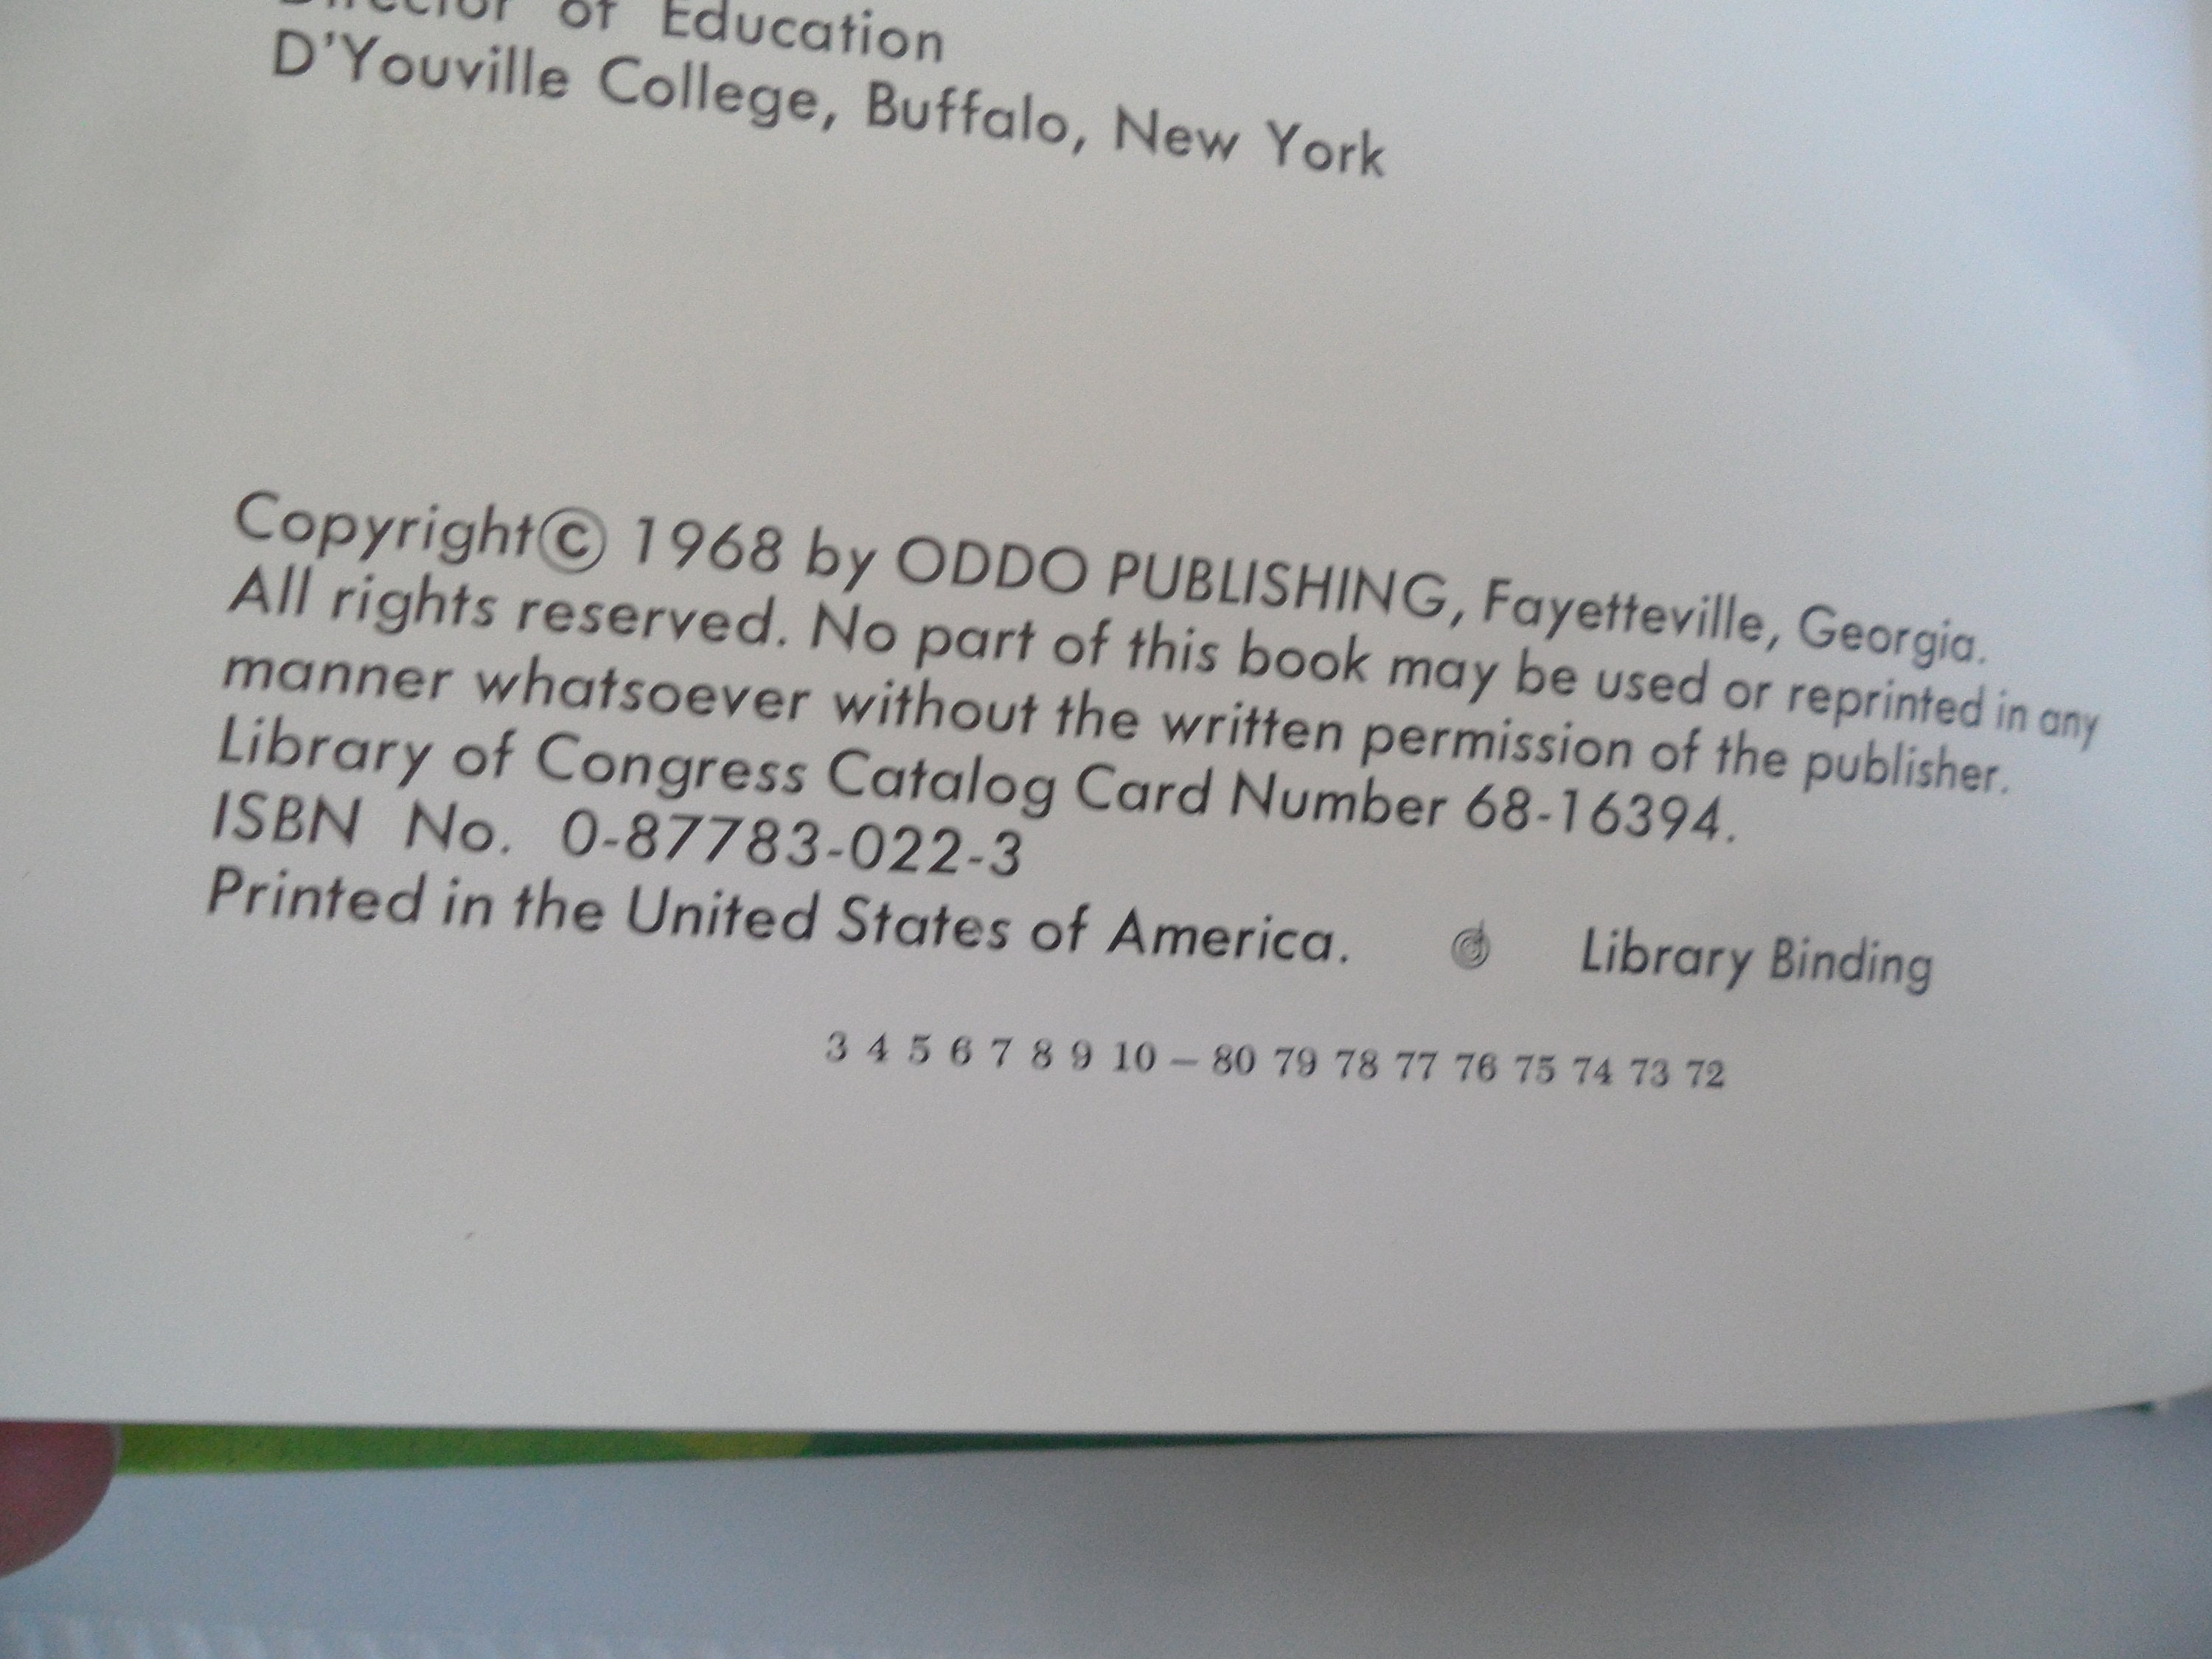 Director of Education
D'Youville College, Buffalo, New York
Copyright© 1968 by ODDO PUBLISHING, Fayetteville, Georgia.
All rights reserved. No part of this book may be used or reprinted in any
manner whatsoever without the written permission of the publisher.
Library of Congress Catalog Card Number 68-16394.
ISBN No. 0-87783-022-3
Printed in the United States of America. Library Binding
3 4 5 6 7 8 9 10 – 80 79 78 77 76 75 74 73 72